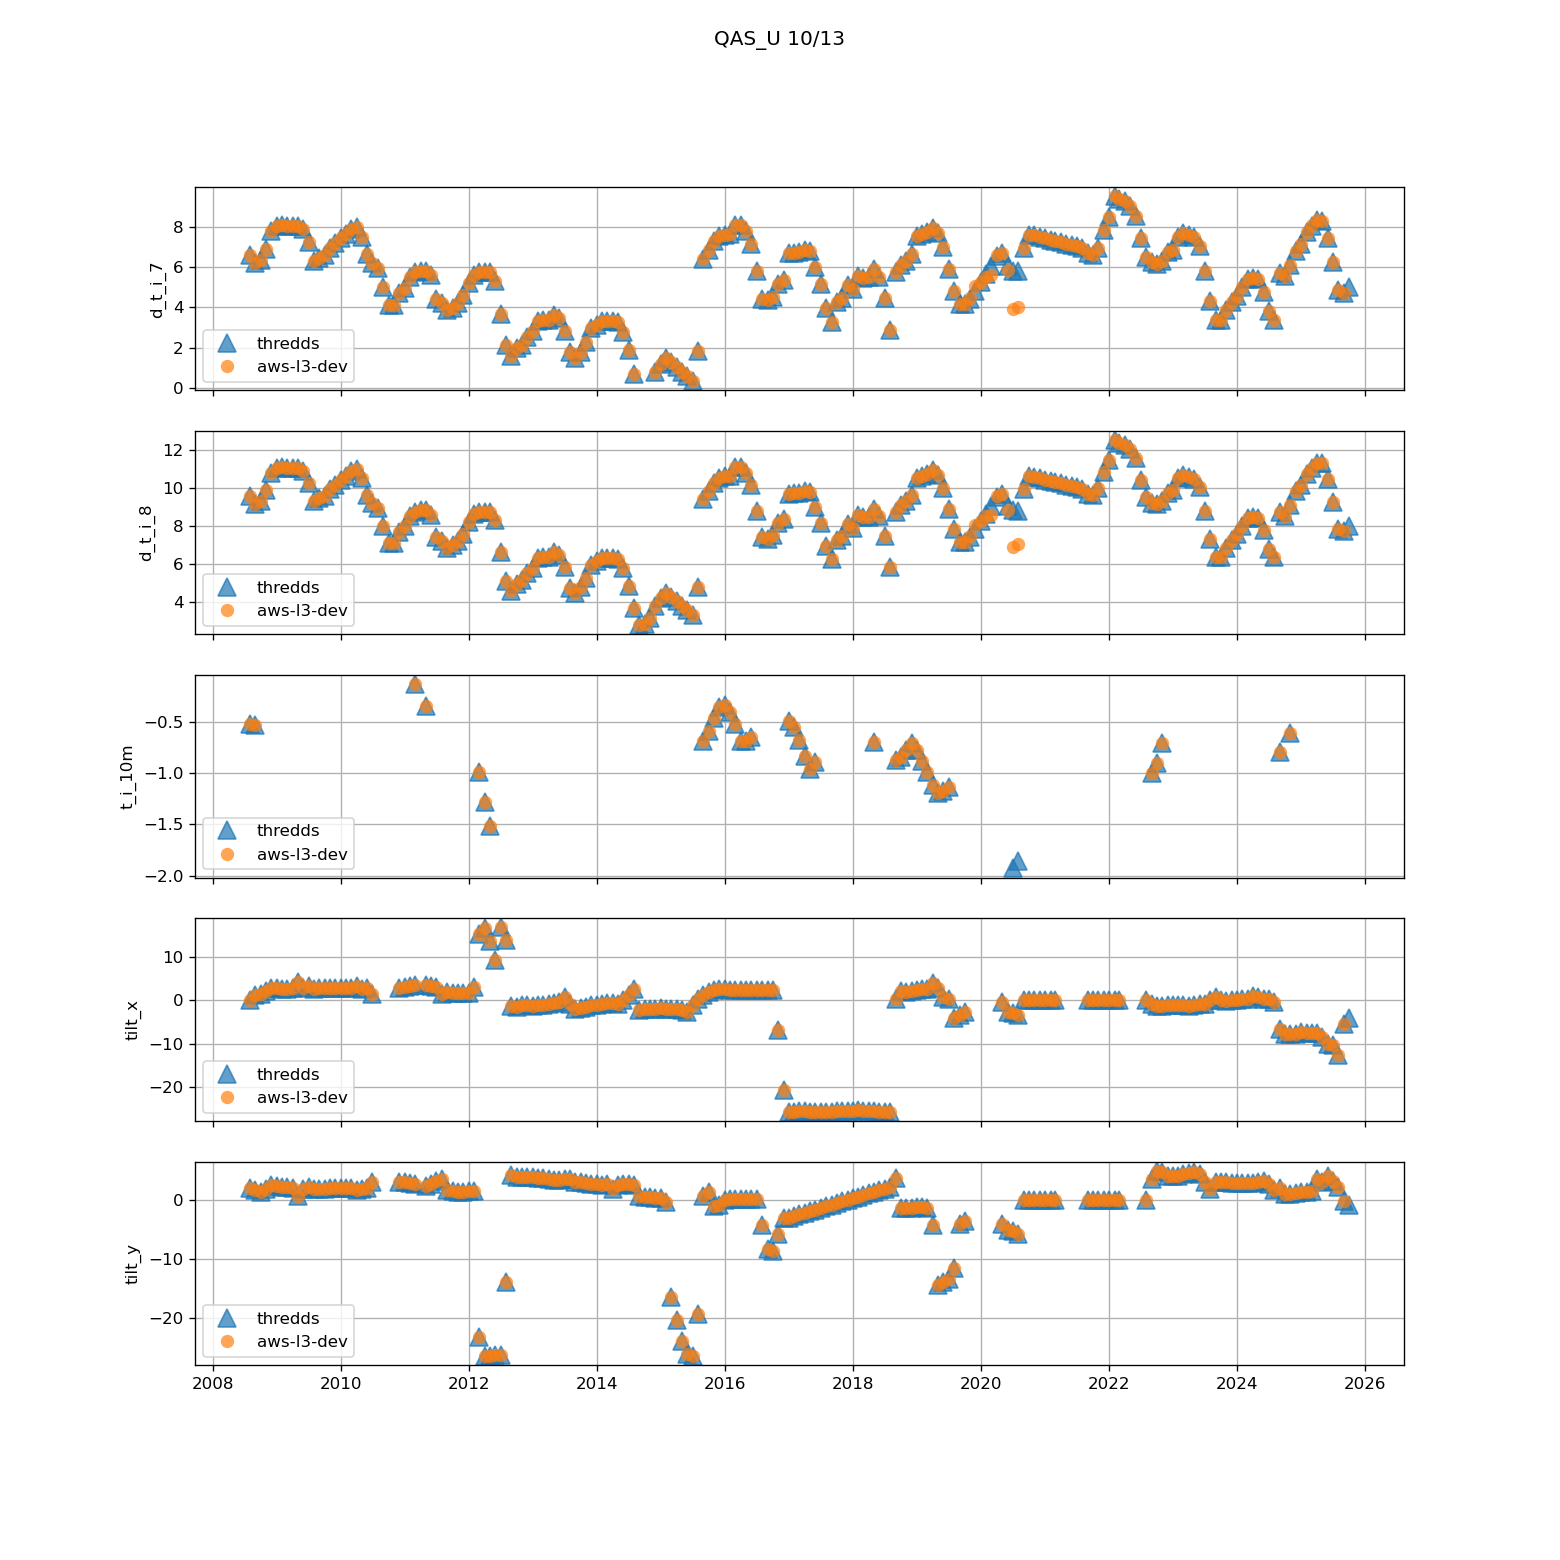 QAS_U 10/13
d_t_i_7
8
6
4
2
0
thredds
aws-l3-dev
d_t_i_8
12
10
8
6
4
thredds
aws-l3-dev
t_i_10m
−0.5
−1.0
−1.5
−2.0
thredds
aws-l3-dev
tilt_x
10
0
−10
−20
thredds
aws-l3-dev
tilt_y
0
−10
−20
thredds
aws-l3-dev
2008 2010 2012 2014 2016 2018 2020 2022 2024 2026